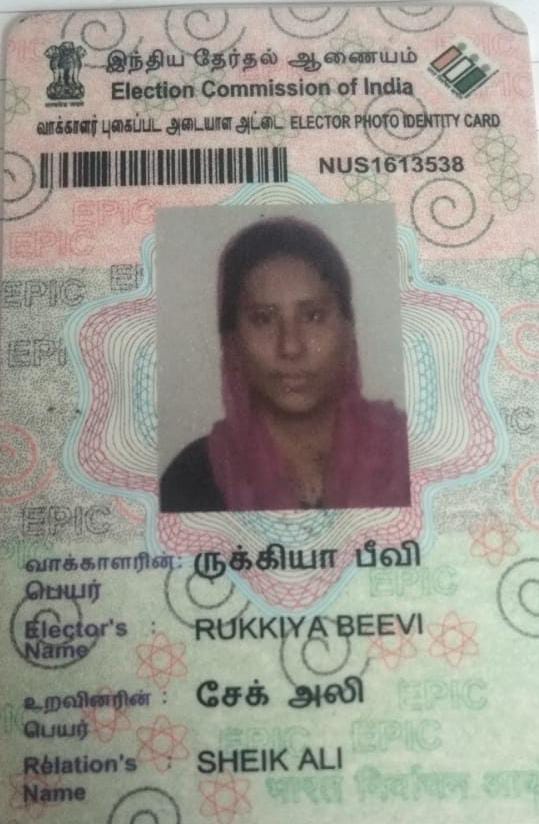 இந்திய தேர்தல் ஆணையம்
Election Commission of India
வாக்காளர் புகைப்பட அடையாள அட்டை ELECTOR PHOTO IDENTITY CARD
NUS1613538
EPIC
EPIC
EPIC
EPIC
வாக்காளரின் : ருக்கியா பீவி
பெயர்
EPIC
Elector's : RUKKIYA BEEVI
Name
உறவினரின் : சேக் அலி
பெயர்
EPIC
EPIC EPIC
Relation's : SHEIK ALI
Name
भारत निर्वाचन